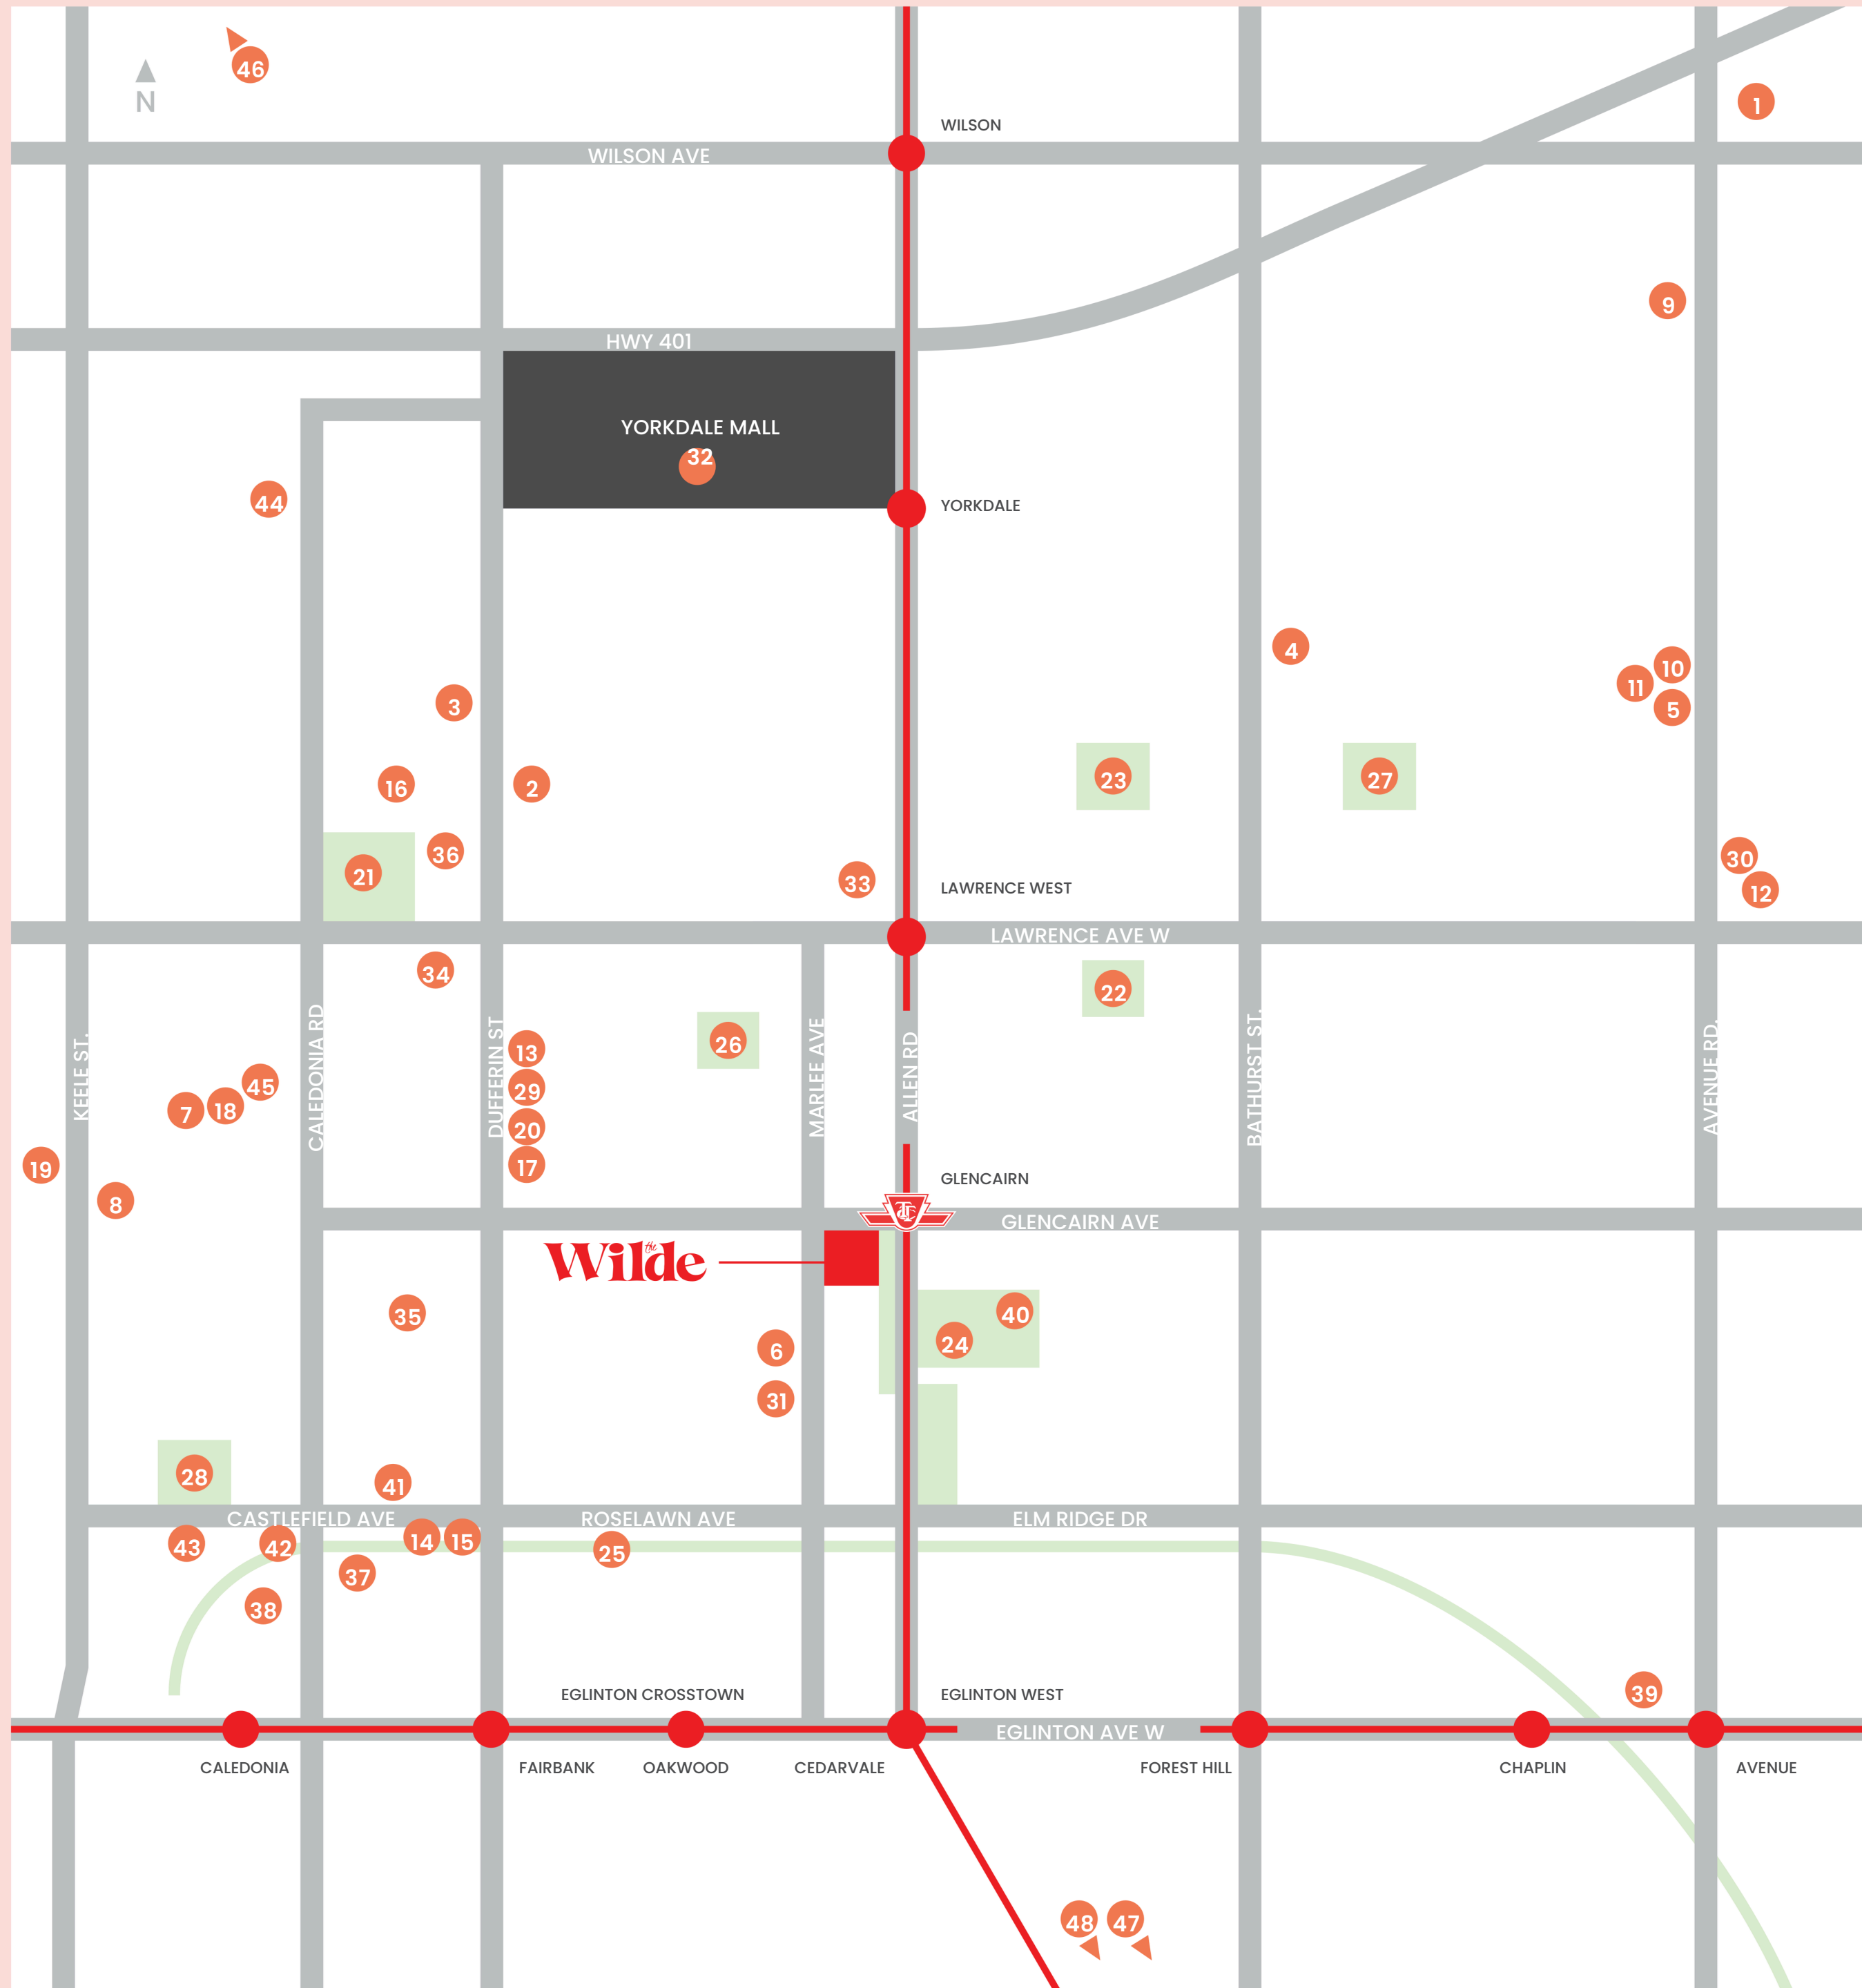 46
N
1
WILSON
WILSON AVE
9
HWY 401
YORKDALE MALL
32
44
YORKDALE
4
10
11
5
3
16
2
23
27
36
21
33
30
12
LAWRENCE WEST
LAWRENCE AVE W
34
22
KEELE ST.
CALEDONIA RD
DUFFERIN ST
MARLEE AVE
ALLEN RD
BATHURST ST.
AVENUE RD.
13
26
29
45
7
18
20
17
19
8
GLENCAIRN
TTC
GLENCAIRN AVE
the Wilde
35
40
24
6
31
28
41
CASTLEFIELD AVE
ROSELAWN AVE
ELM RIDGE DR
43
42
14
15
25
37
38
39
EGLINTON CROSSTOWN
EGLINTON WEST
EGLINTON AVE W
CALEDONIA
FAIRBANK
OAKWOOD
CEDARVALE
FOREST HILL
CHAPLIN
AVENUE
48
47